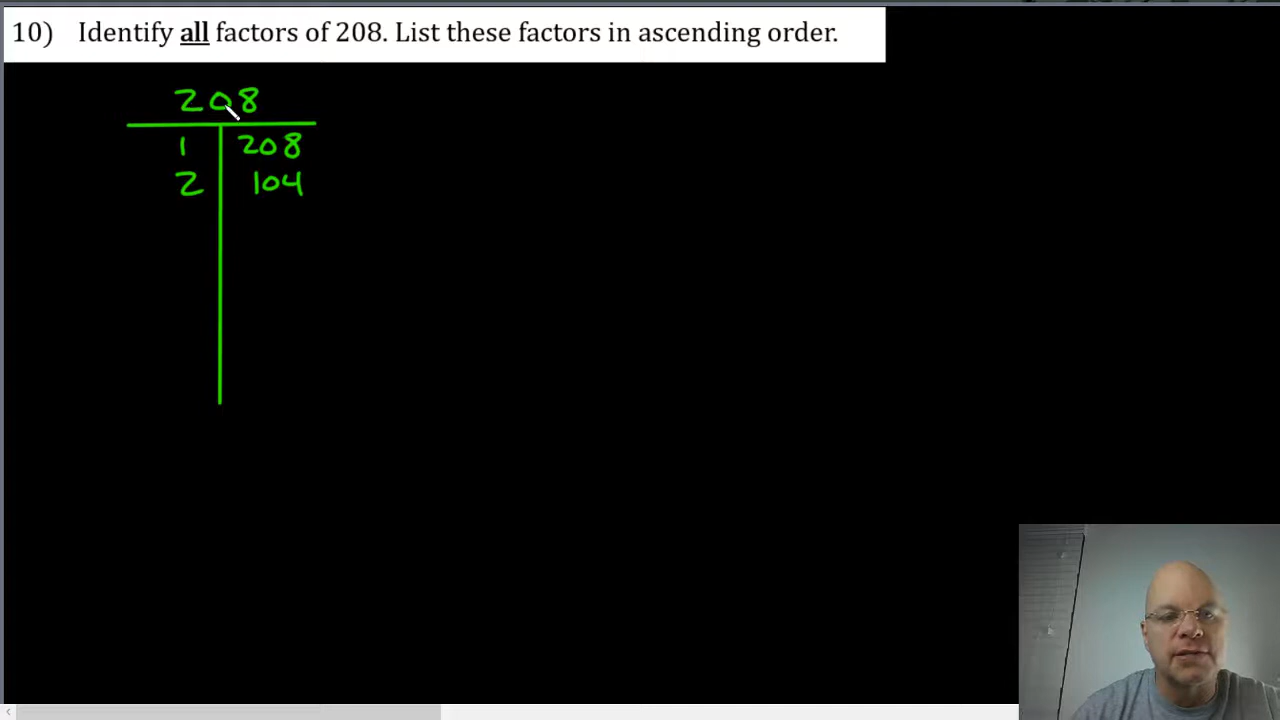 10) Identify all factors of 208. List these factors in ascending order.
208
1 208
2 104